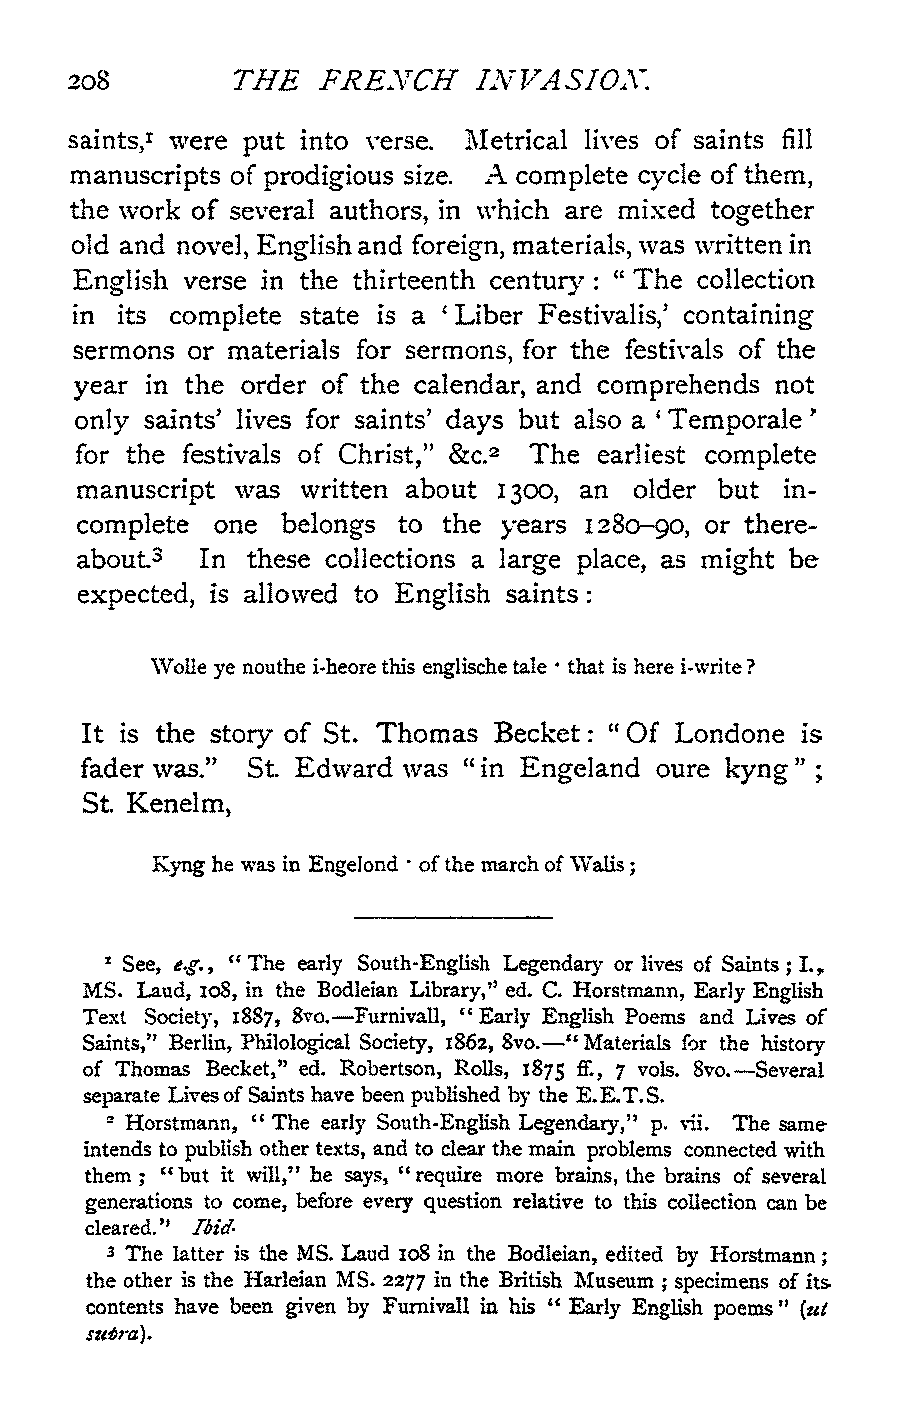 208 THE FRENCH INVASION.
saints,¹ were put into verse. Metrical lives of saints fill
manuscripts of prodigious size. A complete cycle of them,
the work of several authors, in which are mixed together
old and novel, English and foreign, materials, was written in
English verse in the thirteenth century : “ The collection
in its complete state is a ‘ Liber Festivalis,’ containing
sermons or materials for sermons, for the festivals of the
year in the order of the calendar, and comprehends not
only saints’ lives for saints’ days but also a ‘ Temporale ’
for the festivals of Christ,” &c.² The earliest complete
manuscript was written about 1300, an older but in-
complete one belongs to the years 1280–90, or there-
about.³ In these collections a large place, as might be
expected, is allowed to English saints :
Wolle ye nouthe i-heore this englische tale · that is here i-write ?
It is the story of St. Thomas Becket : “ Of Londone is
fader was.” St. Edward was “ in Engeland oure kyng ” ;
St. Kenelm,
Kyng he was in Engelond · of the march of Walis ;
¹ See, e.g., “ The early South-English Legendary or lives of Saints ; I.,
MS. Laud, 108, in the Bodleian Library,” ed. C. Horstmann, Early English
Text Society, 1887, 8vo.—Furnivall, “ Early English Poems and Lives of
Saints,” Berlin, Philological Society, 1862, 8vo.—“ Materials for the history
of Thomas Becket,” ed. Robertson, Rolls, 1875 ff., 7 vols. 8vo.—Several
separate Lives of Saints have been published by the E.E.T.S.
² Horstmann, “ The early South-English Legendary,” p. vii. The same
intends to publish other texts, and to clear the main problems connected with
them ; “ but it will,” he says, “ require more brains, the brains of several
generations to come, before every question relative to this collection can be
cleared.” Ibid.
³ The latter is the MS. Laud 108 in the Bodleian, edited by Horstmann ;
the other is the Harleian MS. 2277 in the British Museum ; specimens of its
contents have been given by Furnivall in his “ Early English poems ” (ut
supra).